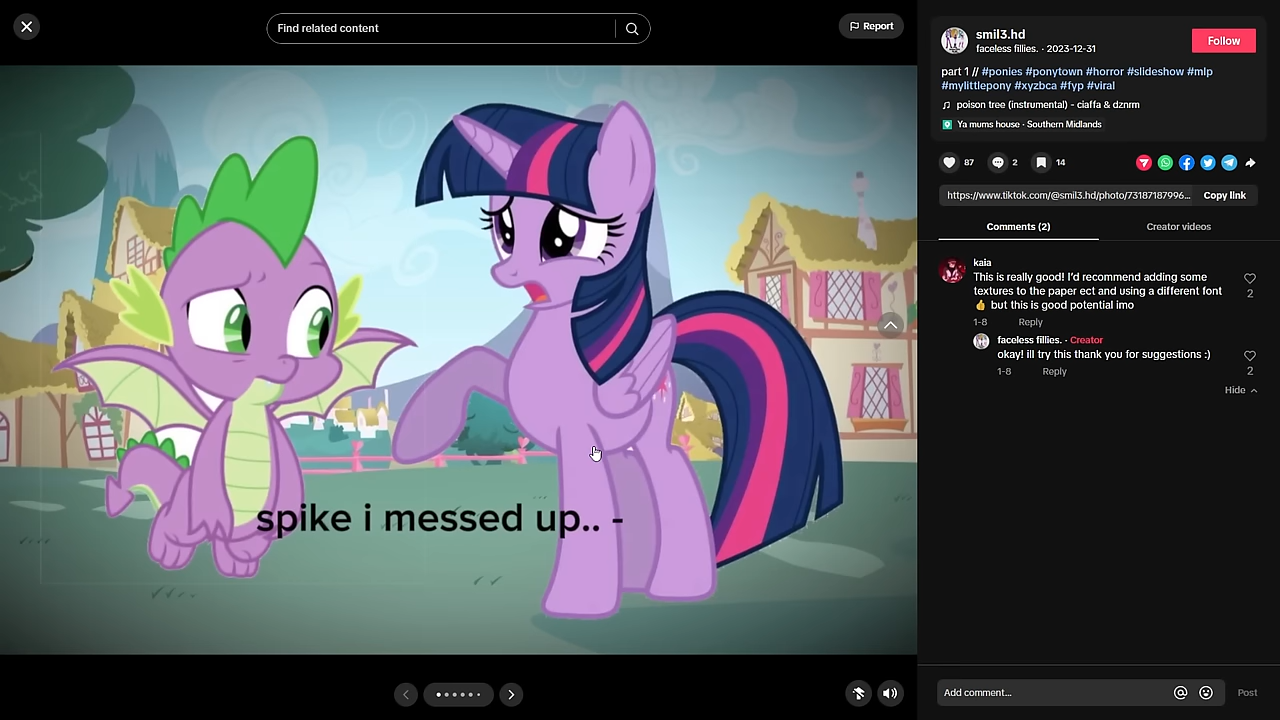 Find related content
Report
spike i messed up.. -
smil3.hd
faceless fillies. · 2023-12-31
Follow
part 1 // #ponies #ponytown #horror #slideshow #mlp
#mylittlepony #xyzbca #fyp #viral
poison tree (instrumental) - ciaffa & dznrm
Ya mums house · Southern Midlands
87
2
14
https://www.tiktok.com/@smil3.hd/photo/73187187996...
Copy link
Comments (2)
Creator videos
kaia
This is really good! I'd recommend adding some
textures to the paper ect and using a different font
👍 but this is good potential imo
2
1-8
Reply
faceless fillies. · Creator
okay! ill try this thank you for suggestions :)
2
1-8
Reply
Hide
Add comment...
Post